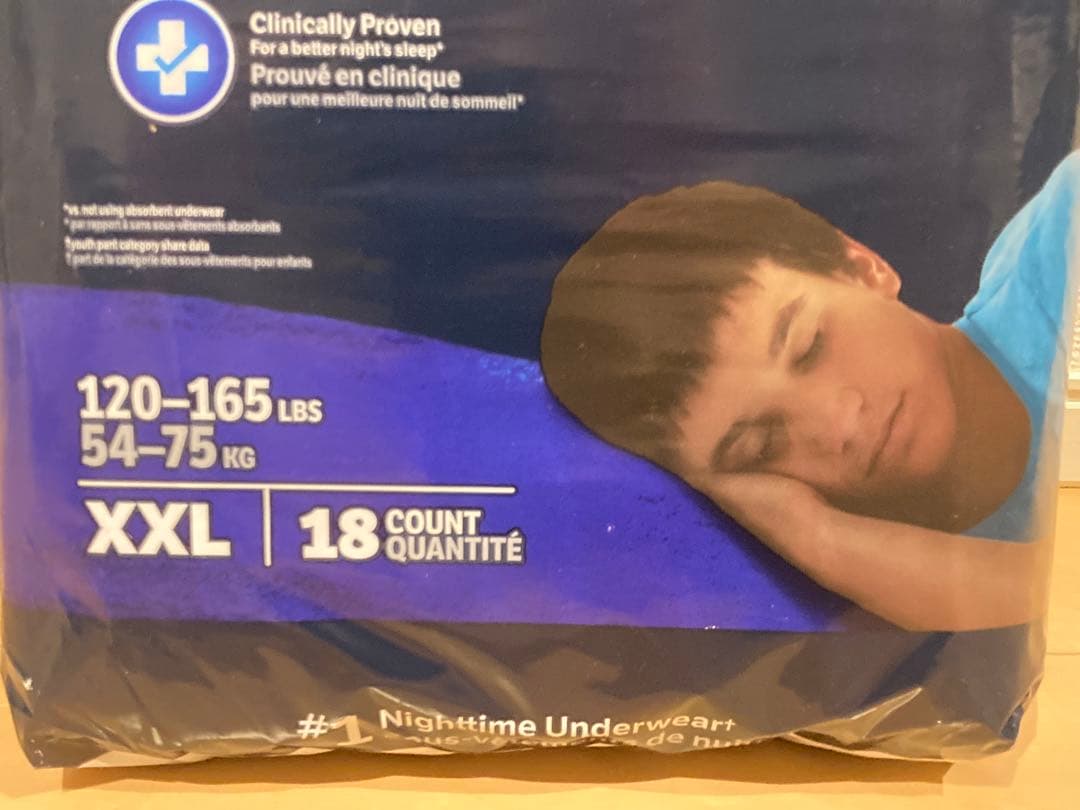 Clinically Proven
For a better night's sleep*
Prouvé en clinique
pour une meilleure nuit de sommeil*
*vs. not using absorbent underwear
* par rapport à sans sous-vêtements absorbants
†youth pant category share data
† part de la catégorie des sous-vêtements pour enfants
120–165 LBS
54–75 KG
XXL
18 COUNT
QUANTITÉ
#1 Nighttime Underwear†
de